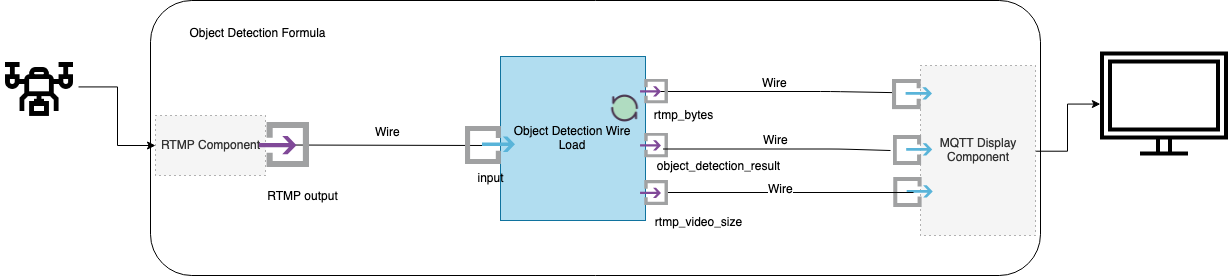 Object Detection Formula
RTMP Component
RTMP output
Wire
input
Object Detection Wire
Load
rtmp_bytes
object_detection_result
rtmp_video_size
Wire
Wire
Wire
MQTT Display
Component